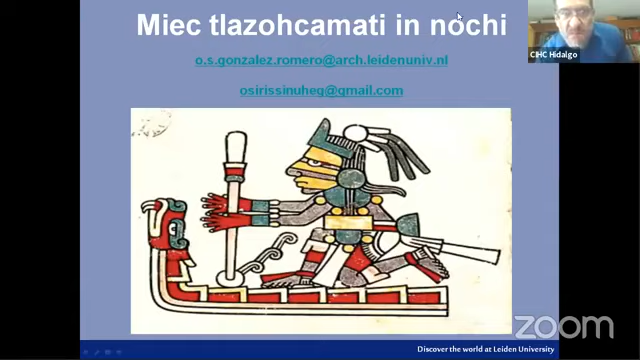 Miec tlazohcamati in nochi
o.s.gonzalez.romero@arch.leidenuniv.nl
osirissinuheg@gmail.com
CIHC Hidalgo
zoom
Discover the world at Leiden University